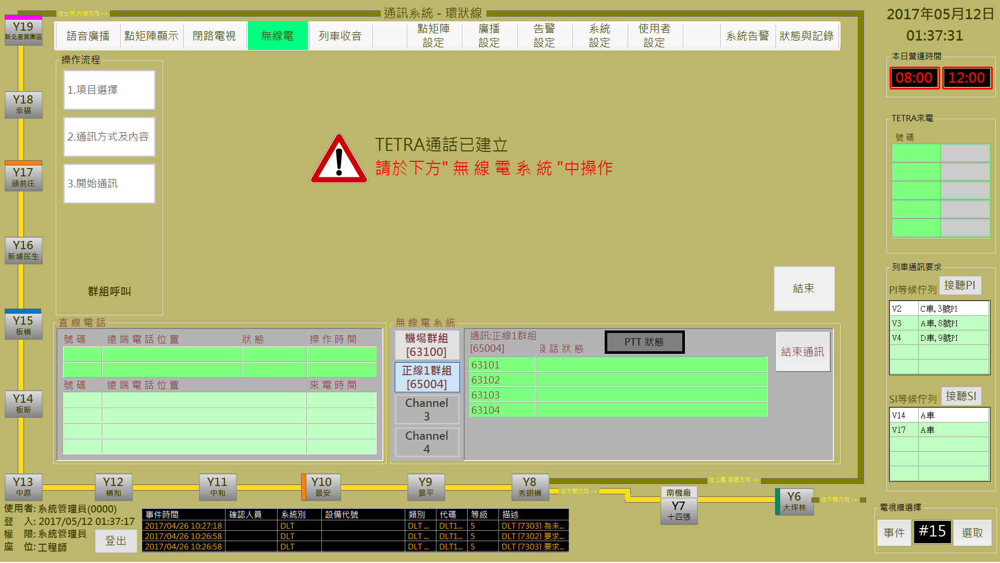 往士林,內湖方向 ->
通訊系統 - 環狀線
2017年05月12日
01:37:31
語音廣播
點矩陣顯示
閉路電視
無線電
列車收音
點矩陣
設定
廣播
設定
告警
設定
系統
設定
使用者
設定
系統告警
狀態與記錄
Y19
新北產業園區
Y18
幸福
Y17
頭前庄
Y16
新埔民生
Y15
板橋
Y14
板新
Y13
中原
操作流程
1.項目選擇
2.通訊方式及內容
3.開始通訊
群組呼叫
TETRA通話已建立
請於下方" 無 線 電 系 統 "中操作
結束
本日營運時間
08:00
12:00
TETRA來電
號 碼
列車通訊要求
PI等候佇列
接聽PI
V2 C車, 3號PI
V3 A車, 8號PI
V4 D車, 9號PI
SI等候佇列
接聽SI
V14 A車
V17 A車
直 線 電 話
號 碼 遠 端 電 話 位 置 狀 態 操 作 時 間
號 碼 遠 端 電 話 位 置 來 電 時 間
無 線 電 系 統
機場群組
[63100]
正線1群組
[65004]
Channel
3
Channel
4
通訊:正線1群組
[65004]
發 話 狀 態
PTT 狀態
結束通訊
63101
63102
63103
63104
Y12
橋和
Y11
中和
Y10
景安
Y9
景平
Y8
秀朗橋
往公館,信義方向 ->
往木柵方向 ->
南機廠
Y7
十四張
Y6
大坪林
往木柵方向 ->
使用者: 系統管理員(0000)
登 入: 2017/05/12 01:37:17
權 限: 系統管理員
座 位: 工程師
登出
事件時間 確認人員 系統別 設備代號 類別 代碼 等級 描述
2017/04/26 10:27:18 DLT DLT ... DLT1... 5 DLT [7303] 為未...
2017/04/26 10:26:58 DLT DLT ... DLT1... 5 DLT [7302] 要求...
2017/04/26 10:26:58 DLT DLT ... DLT1... 5 DLT [7303] 要求...
電視牆選擇
事件
#15
選取